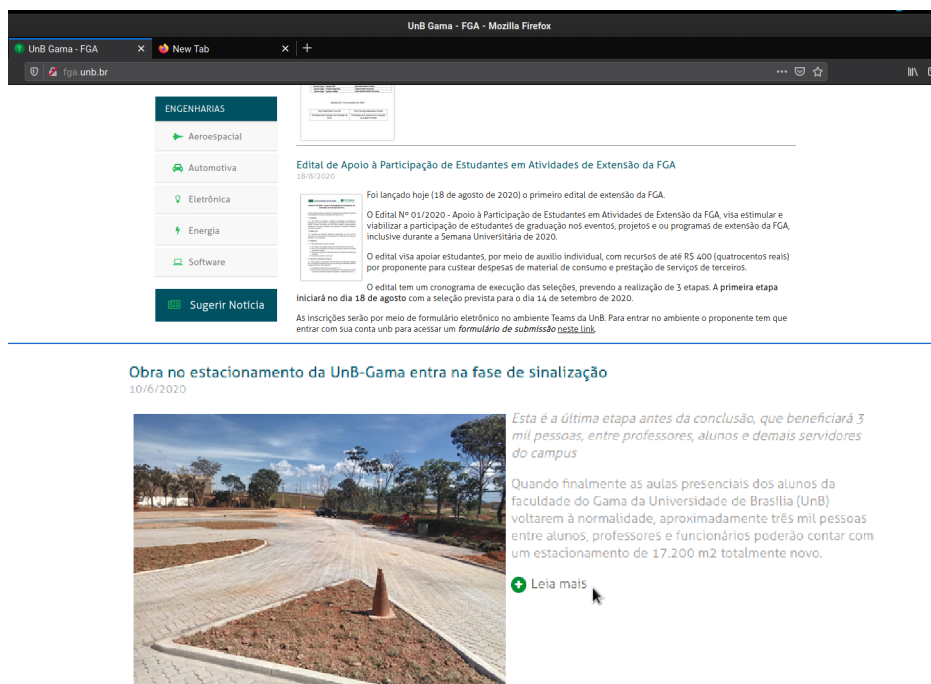 UnB Gama - FGA - Mozilla Firefox
UnB Gama - FGA
New Tab
fga.unb.br
ENGENHARIAS
Aeroespacial
Automotiva
Eletrônica
Energia
Software
Sugerir Notícia
Edital de Apoio à Participação de Estudantes em Atividades de Extensão da FGA
18/8/2020
Foi lançado hoje (18 de agosto de 2020) o primeiro edital de extensão da FGA.
O Edital Nº 01/2020 - Apoio à Participação de Estudantes em Atividades de Extensão da FGA, visa estimular e
viabilizar a participação de estudantes de graduação nos eventos, projetos e ou programas de extensão da FGA,
inclusive durante a Semana Universitária de 2020.
O edital visa apoiar estudantes, por meio de auxilio individual, com recursos de até R$ 400 (quatrocentos reais)
por proponente para custear despesas de material de consumo e prestação de serviços de terceiros.
O edital tem um cronograma de execução das seleções, prevendo a realização de 3 etapas. A primeira etapa
iniciará no dia 18 de agosto com a seleção prevista para o dia 14 de setembro de 2020.
As inscrições serão por meio de formulário eletrônico no ambiente Teams da UnB. Para entrar no ambiente o proponente tem que
entrar com sua conta unb para acessar um formulário de submissão neste link.
Obra no estacionamento da UnB-Gama entra na fase de sinalização
10/6/2020
Esta é a última etapa antes da conclusão, que beneficiará 3
mil pessoas, entre professores, alunos e demais servidores
do campus
Quando finalmente as aulas presenciais dos alunos da
faculdade do Gama da Universidade de Brasília (UnB)
voltarem à normalidade, aproximadamente três mil pessoas
entre alunos, professores e funcionários poderão contar com
um estacionamento de 17.200 m2 totalmente novo.
Leia mais